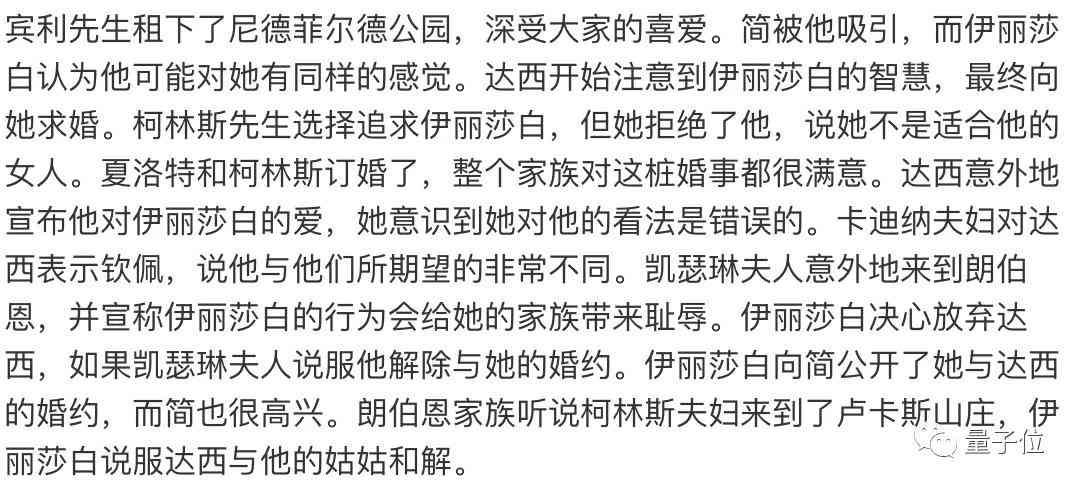 宾利先生租下了尼德菲尔德公园，深受大家的喜爱。简被他吸引，而伊丽莎
白认为他可能对她有同样的感觉。达西开始注意到伊丽莎白的智慧，最终向
她求婚。柯林斯先生选择追求伊丽莎白，但她拒绝了他，说她不是适合他的
女人。夏洛特和柯林斯订婚了，整个家族对这桩婚事都很满意。达西意外地
宣布他对伊丽莎白的爱，她意识到她对他的看法是错误的。卡迪纳夫妇对达
西表示钦佩，说他与他们所期望的非常不同。凯瑟琳夫人意外地来到朗伯
恩，并宣称伊丽莎白的行为会给她的家族带来耻辱。伊丽莎白决心放弃达
西，如果凯瑟琳夫人说服他解除与她的婚约。伊丽莎白向简公开了她与达西
的婚约，而简也很高兴。朗伯恩家族听说柯林斯夫妇来到了卢卡斯山庄，伊
丽莎白说服达西与他的姑姑和解。
量子位